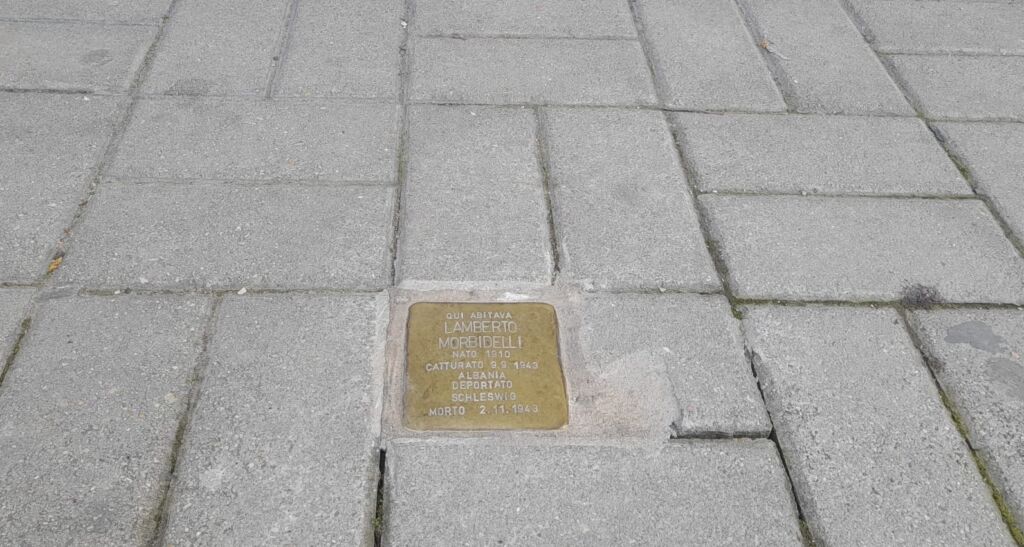 QUI ABITAVA
LAMBERTO
MORBIDELLI
NATO 1910
CATTURATO 9.9.1943
ALBANIA
DEPORTATO
SCHLESWIG
MORTO 2.11.1943